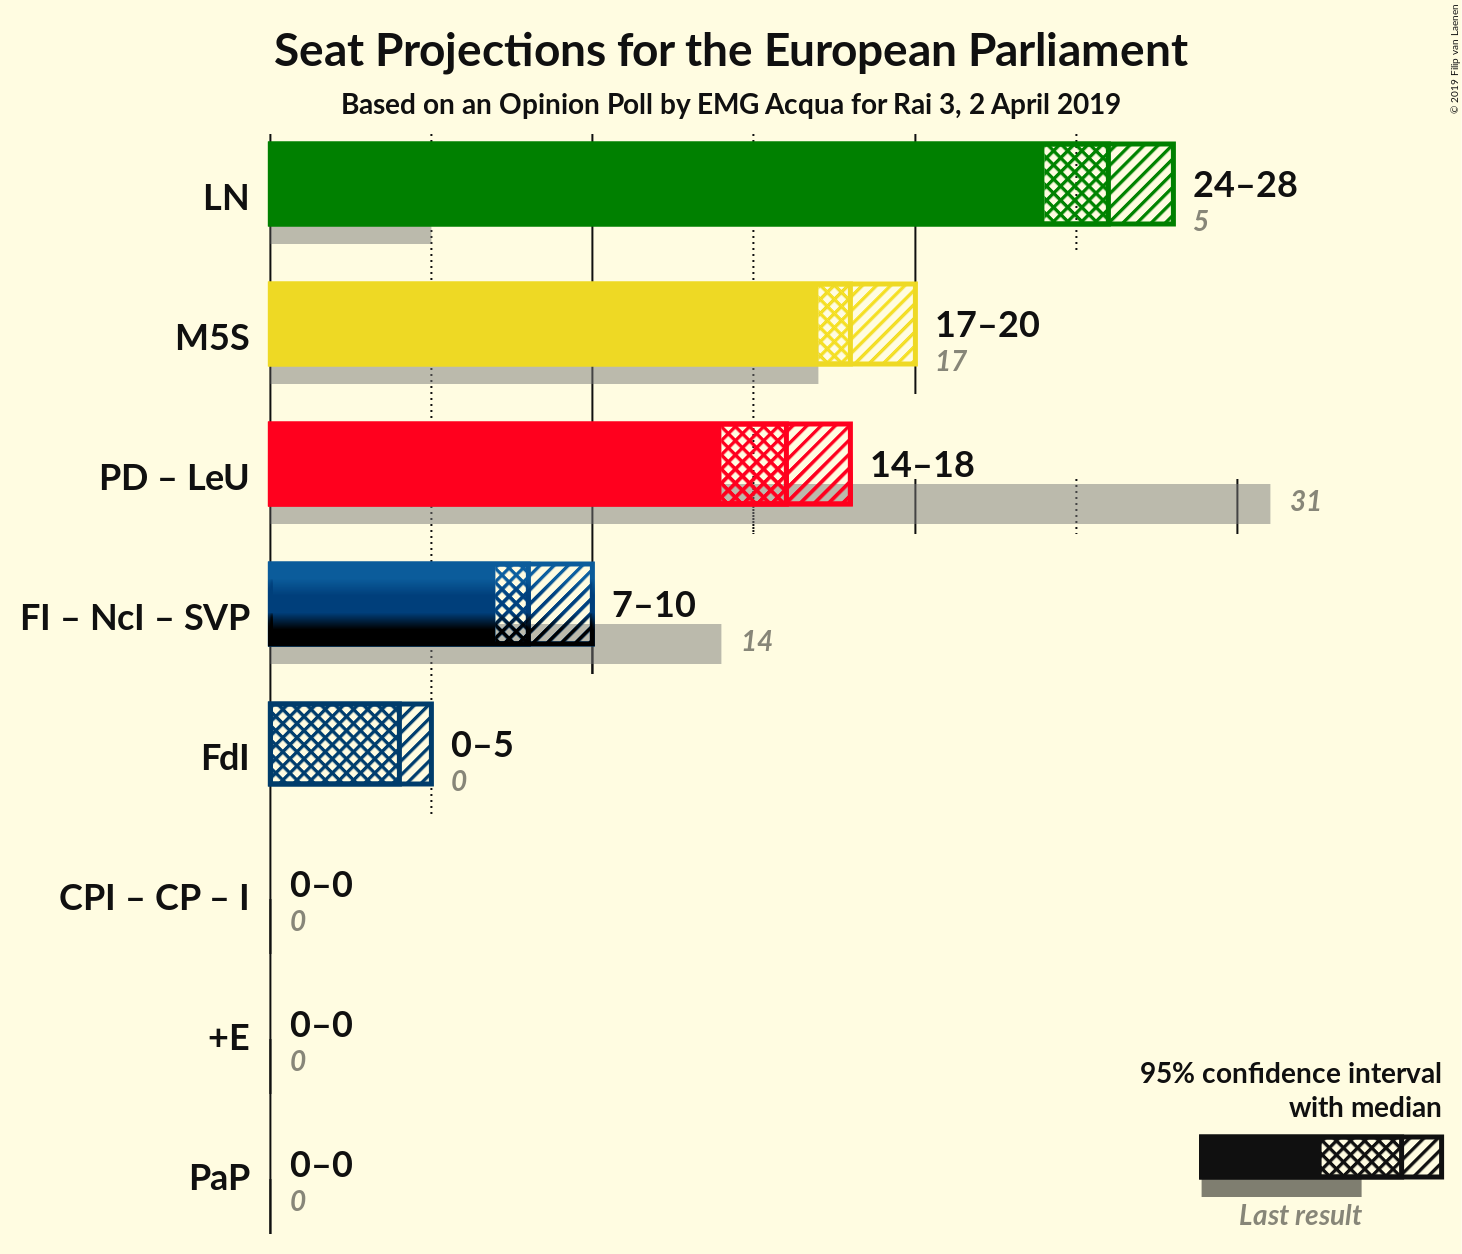 Seat Projections for the European Parliament
Based on an Opinion Poll by EMG Acqua for Rai 3, 2 April 2019
© 2019 Filip van Laenen
LN
24–28
5
M5S
17–20
17
PD – LeU
14–18
31
FI – NcI – SVP
7–10
14
FdI
0–5
0
CPI – CP – I
0–0
0
+E
0–0
0
PaP
0–0
0
95% confidence interval
with median
Last result